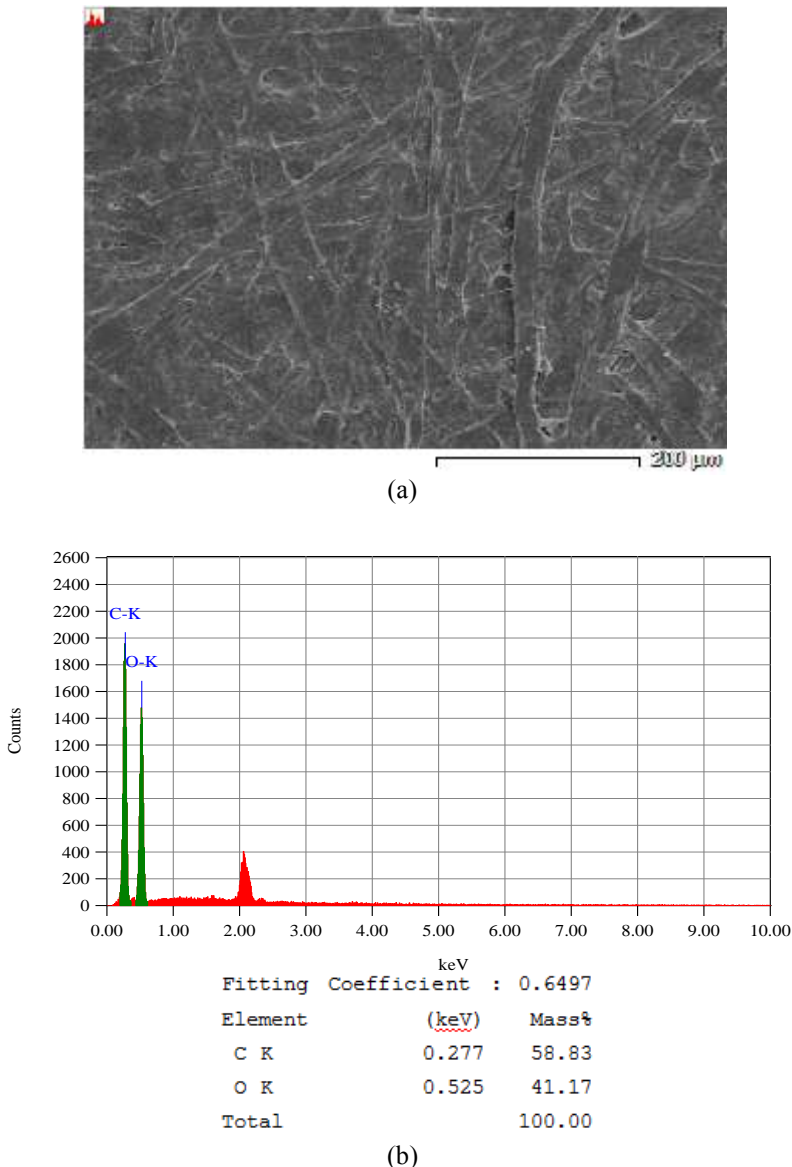 200 µm
(a)
2600
2400
2200
2000
1800
1600
1400
1200
1000
800
600
400
200
0
C-K
O-K
Counts
0.00 1.00 2.00 3.00 4.00 5.00 6.00 7.00 8.00 9.00 10.00
keV
Fitting Coefficient : 0.6497
Element (keV) Mass%
C K 0.277 58.83
O K 0.525 41.17
Total 100.00
(b)